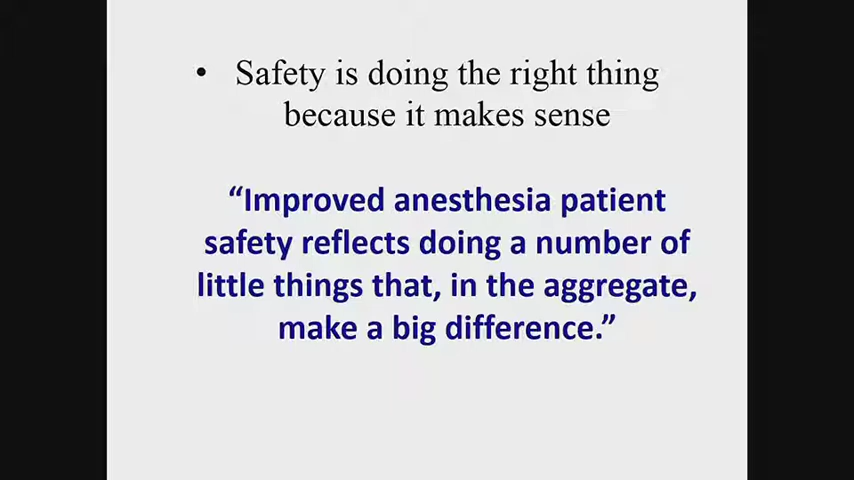 • Safety is doing the right thing
because it makes sense
“Improved anesthesia patient
safety reflects doing a number of
little things that, in the aggregate,
make a big difference.”